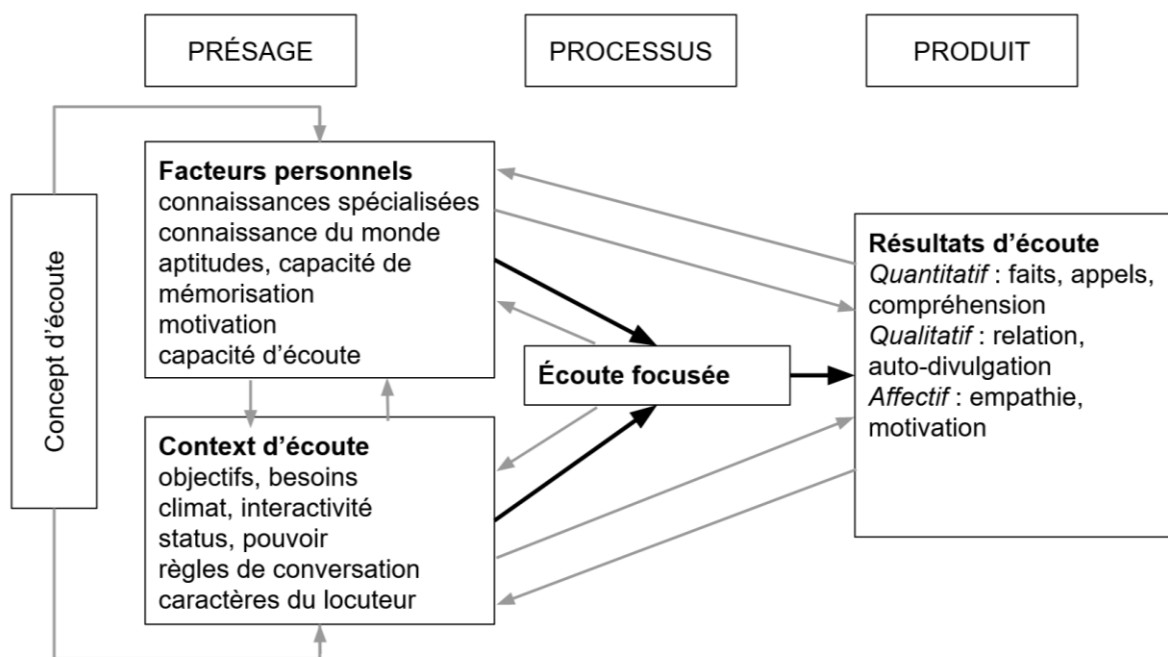 PRÉSAGE
PROCESSUS
PRODUIT
Concept d'écoute
Facteurs personnels
connaissances spécialisées
connaissance du monde
aptitudes, capacité de
mémorisation
motivation
capacité d'écoute
Context d'écoute
objectifs, besoins
climat, interactivité
status, pouvoir
règles de conversation
caractères du locuteur
Écoute focusée
Résultats d'écoute
Quantitatif : faits, appels,
compréhension
Qualitatif : relation,
auto-divulgation
Affectif : empathie,
motivation